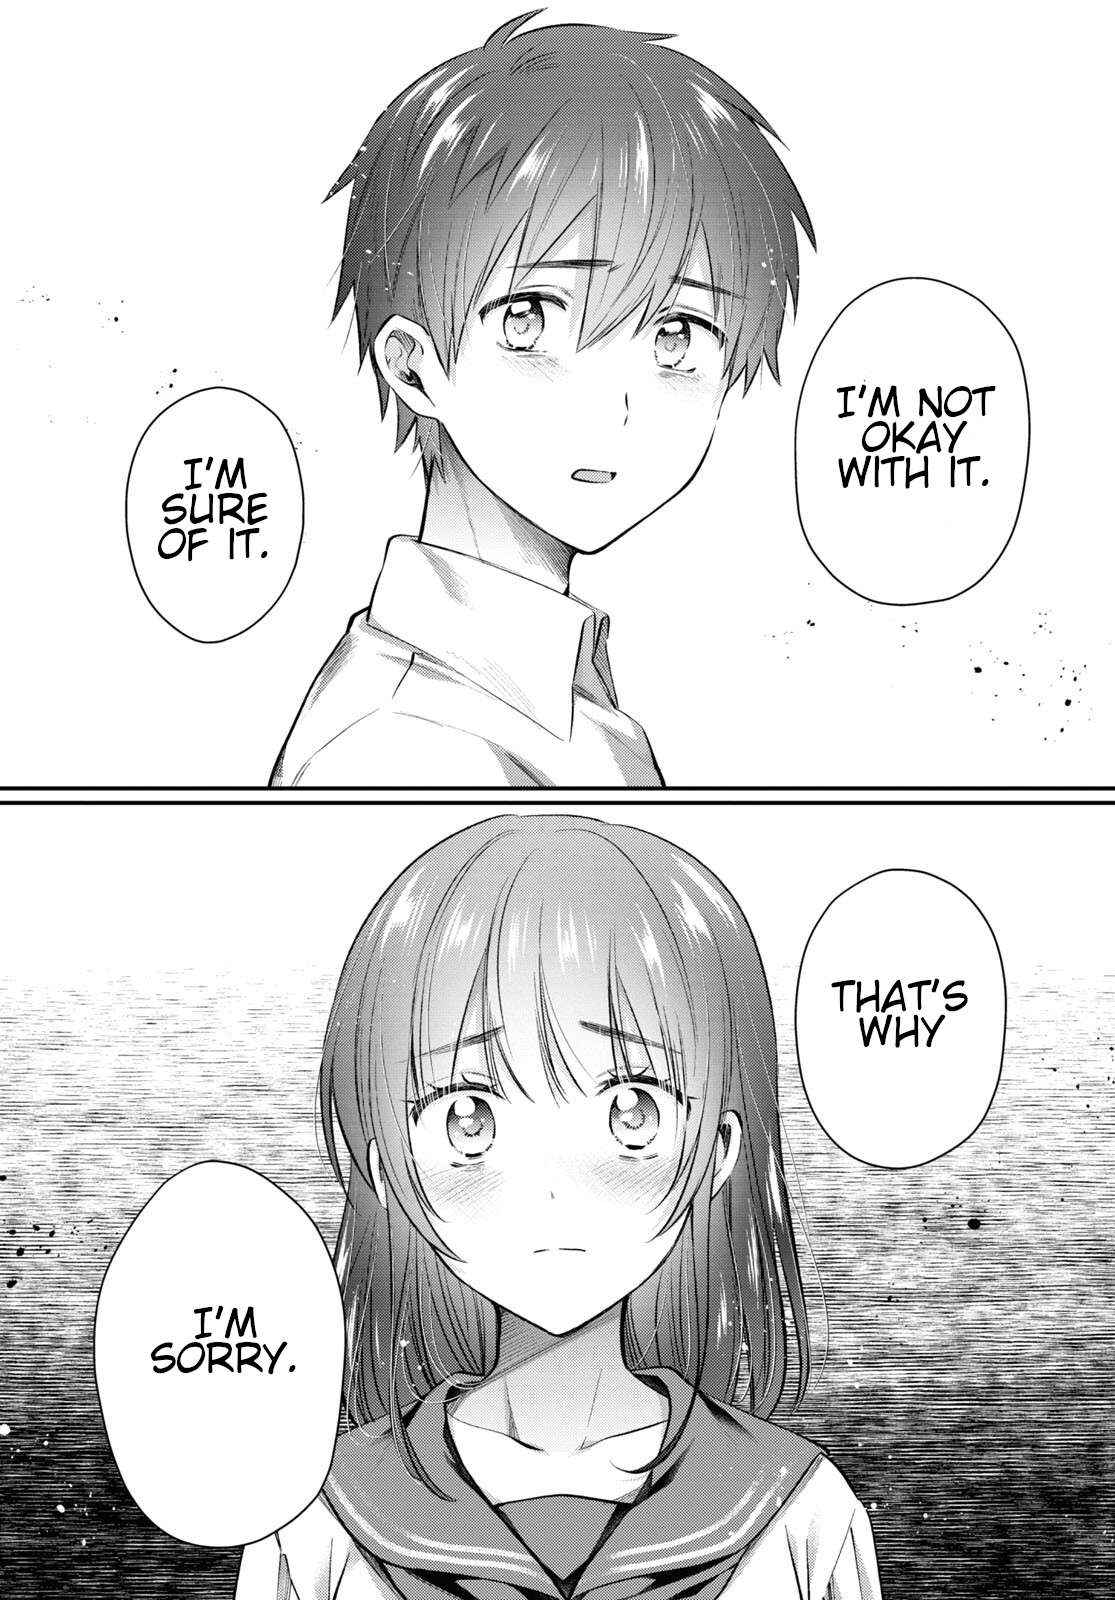 I'M NOT
OKAY
WITH IT.
I'M
SURE
OF IT.
THAT'S
WHY
I'M
SORRY.